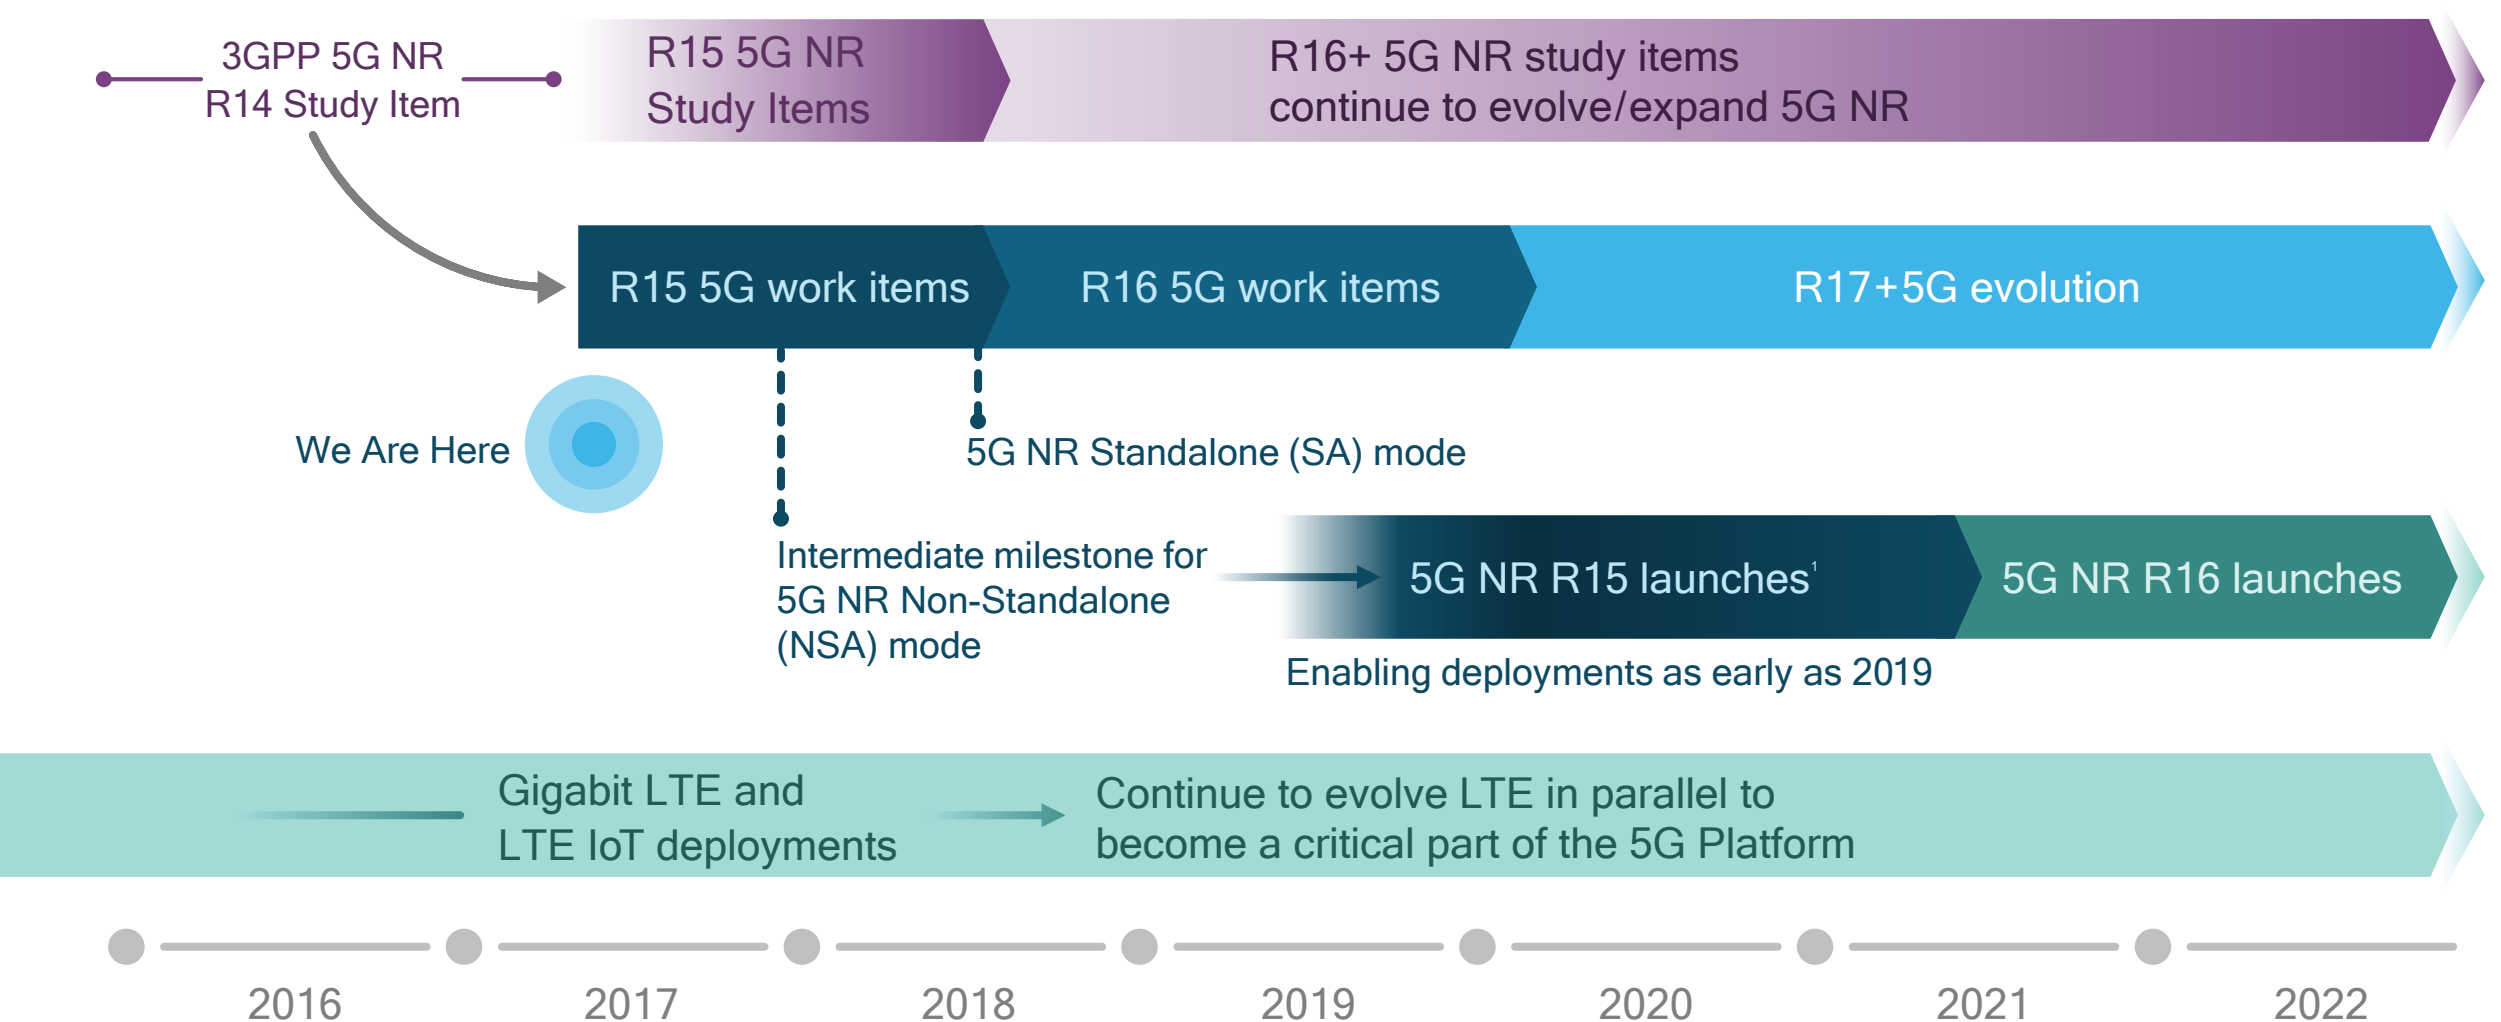 3GPP 5G NR
R14 Study Item
R15 5G NR
Study Items
R16+ 5G NR study items
continue to evolve/expand 5G NR
R15 5G work items
R16 5G work items
R17+5G evolution
We Are Here
5G NR Standalone (SA) mode
Intermediate milestone for
5G NR Non-Standalone
(NSA) mode
5G NR R15 launches¹
5G NR R16 launches
Enabling deployments as early as 2019
Gigabit LTE and
LTE IoT deployments
Continue to evolve LTE in parallel to
become a critical part of the 5G Platform
2016
2017
2018
2019
2020
2021
2022